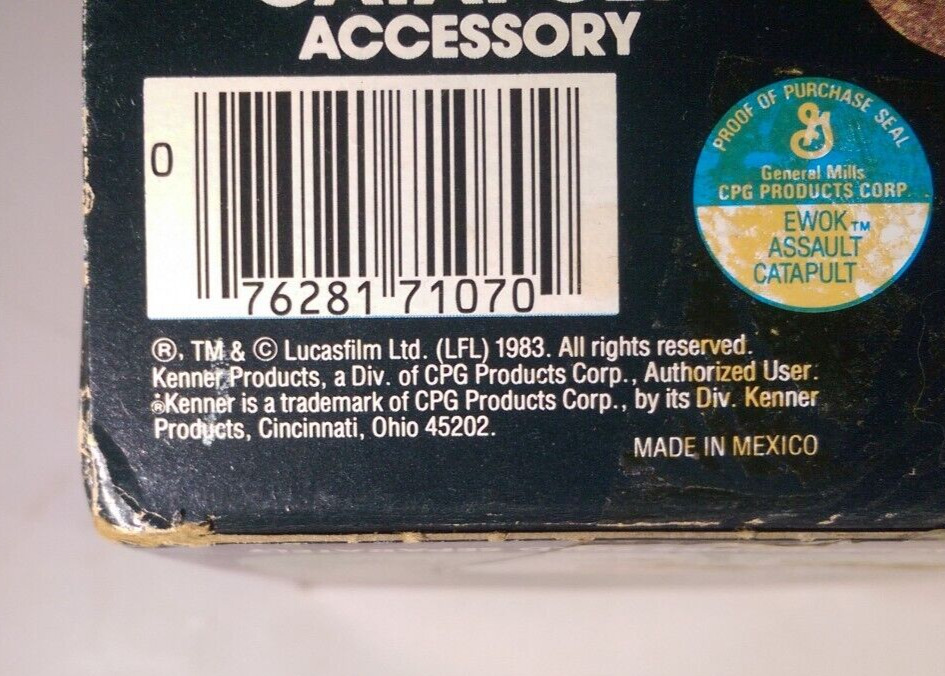 CATAPULT
ACCESSORY
0
76281 71070
PROOF OF PURCHASE SEAL
General Mills
CPG PRODUCTS CORP.
EWOK™
ASSAULT
CATAPULT
®, TM & © Lucasfilm Ltd. (LFL) 1983. All rights reserved.
Kenner Products, a Div. of CPG Products Corp., Authorized User.
®Kenner is a trademark of CPG Products Corp., by its Div. Kenner
Products, Cincinnati, Ohio 45202.
MADE IN MEXICO